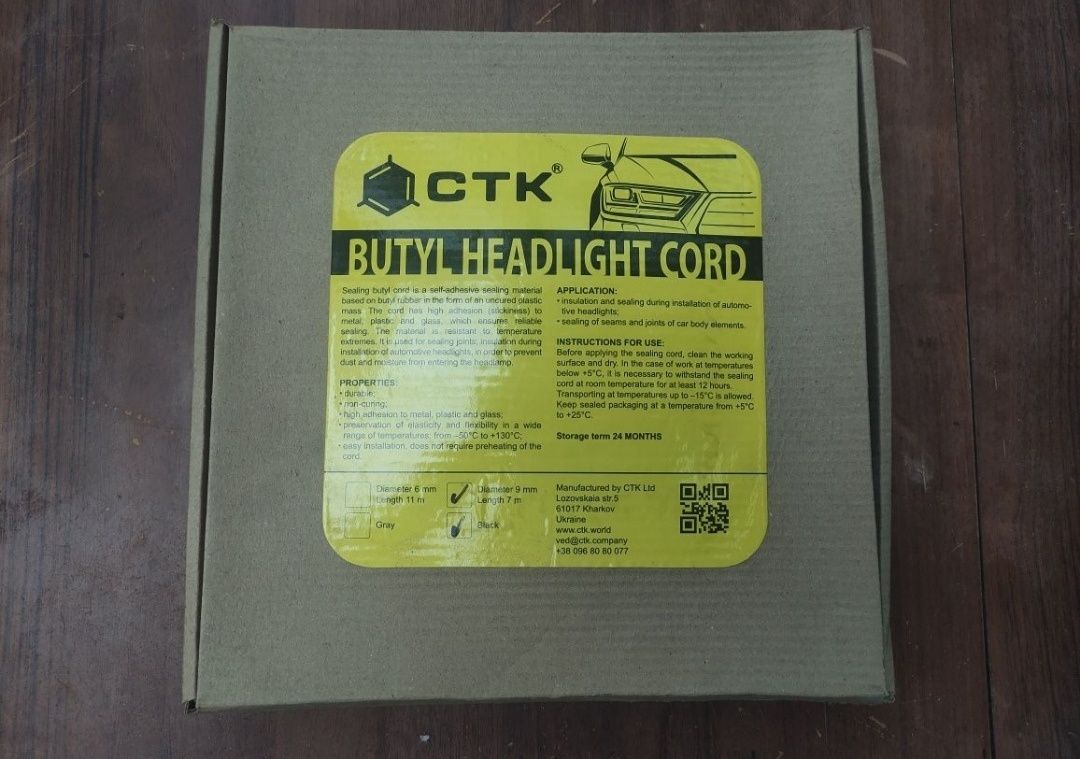 CTK®
BUTYL HEADLIGHT CORD
Sealing butyl cord is a self-adhesive sealing material
based on butyl rubber in the form of an uncured plastic
mass. The cord has high adhesion (stickiness) to
metal, plastic and glass, which ensures reliable
sealing. The material is resistant to temperature
extremes. It is used for sealing joints, insulation during
installation of automotive headlights, in order to prevent
dust and moisture from entering the headlamp.
PROPERTIES:
• durable;
• non-curing;
• high adhesion to metal, plastic and glass;
• preservation of elasticity and flexibility in a wide
range of temperatures: from –50°C to +130°C;
• easy installation, does not require preheating of the
cord.
APPLICATION:
• insulation and sealing during installation of automo-
tive headlights;
• sealing of seams and joints of car body elements.
INSTRUCTIONS FOR USE:
Before applying the sealing cord, clean the working
surface and dry. In the case of work at temperatures
below +5°C, it is necessary to withstand the sealing
cord at room temperature for at least 12 hours.
Transporting at temperatures up to –15°C is allowed.
Keep sealed packaging at a temperature from +5°C
to +25°C.
Storage term 24 MONTHS
Diameter 6 mm
Length 11 m
Diameter 9 mm
Length 7 m
Gray
Black
Manufactured by CTK Ltd
Lozovskaia str.5
61017 Kharkov
Ukraine
www.ctk.world
ved@ctk.company
+38 096 80 80 077